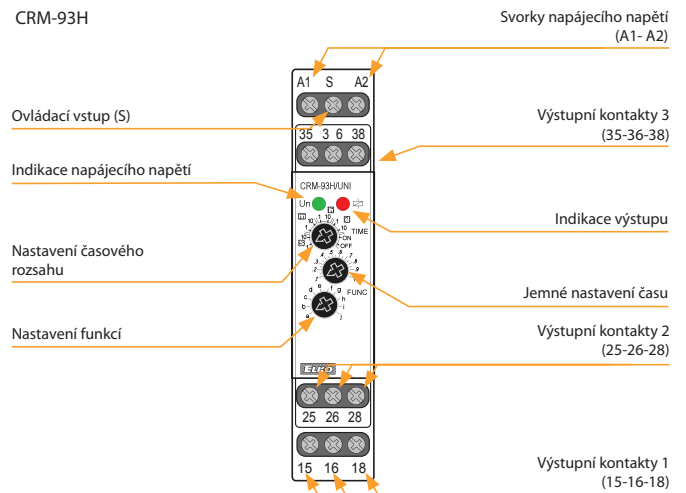 CRM-93H
Svorky napájecího napětí
(A1- A2)
A1 S A2
Ovládací vstup (S)
Výstupní kontakty 3
(35-36-38)
35 3 6 38
Indikace napájecího napětí
CRM-93H/UNI
Un
Indikace výstupu
TIME
ON
OFF
Nastavení časového
rozsahu
Jemné nastavení času
FUNC
a b c d e f g h i j
Nastavení funkcí
Výstupní kontakty 2
(25-26-28)
ELKO
25 26 28
Výstupní kontakty 1
(15-16-18)
15 16 18